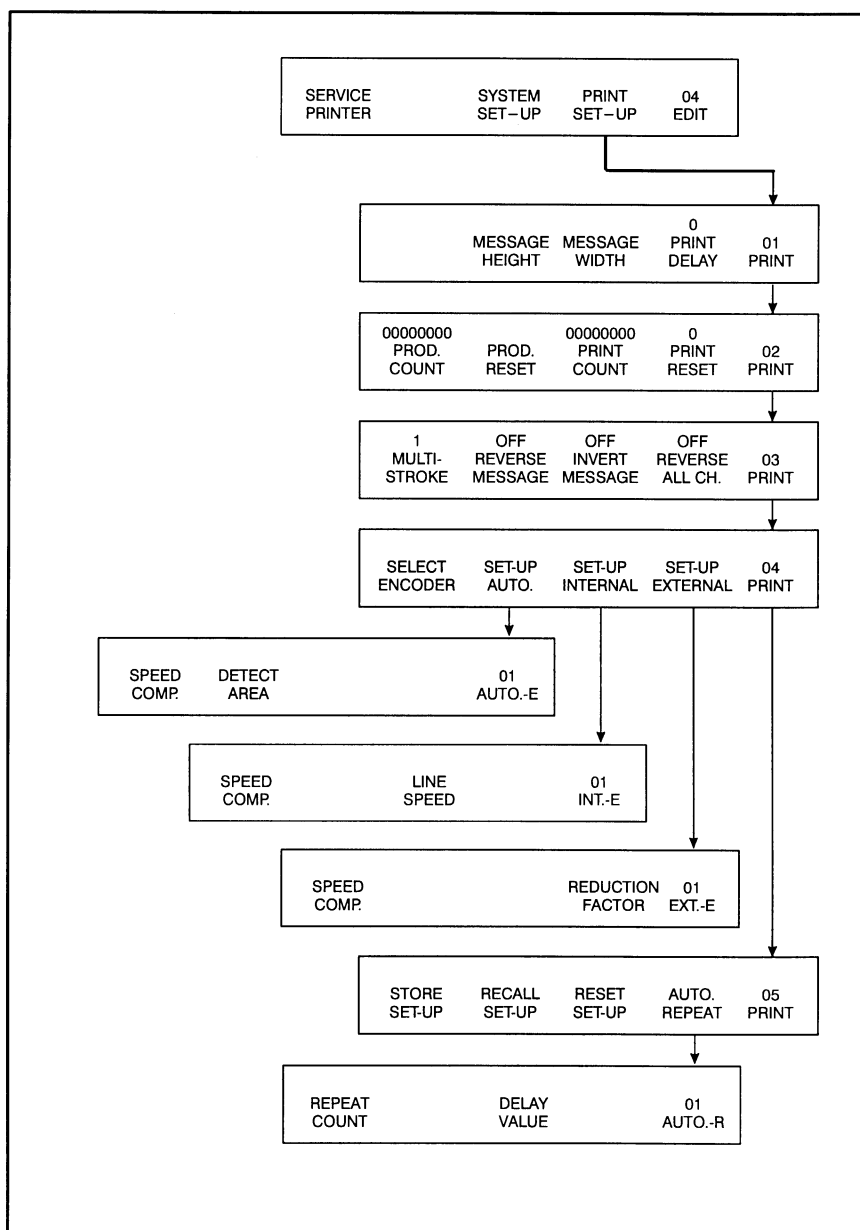 SERVICE SYSTEM PRINT 04
PRINTER SET–UP SET–UP EDIT
0
MESSAGE MESSAGE PRINT 01
HEIGHT WIDTH DELAY PRINT
00000000 00000000 0
PROD. PROD. PRINT PRINT 02
COUNT RESET COUNT RESET PRINT
1 OFF OFF OFF
MULTI- REVERSE INVERT REVERSE 03
STROKE MESSAGE MESSAGE ALL CH. PRINT
SELECT SET-UP SET-UP SET-UP 04
ENCODER AUTO. INTERNAL EXTERNAL PRINT
SPEED DETECT 01
COMP. AREA AUTO.-E
SPEED LINE 01
COMP. SPEED INT.-E
SPEED REDUCTION 01
COMP. FACTOR EXT.-E
STORE RECALL RESET AUTO. 05
SET-UP SET-UP SET-UP REPEAT PRINT
REPEAT DELAY 01
COUNT VALUE AUTO.-R